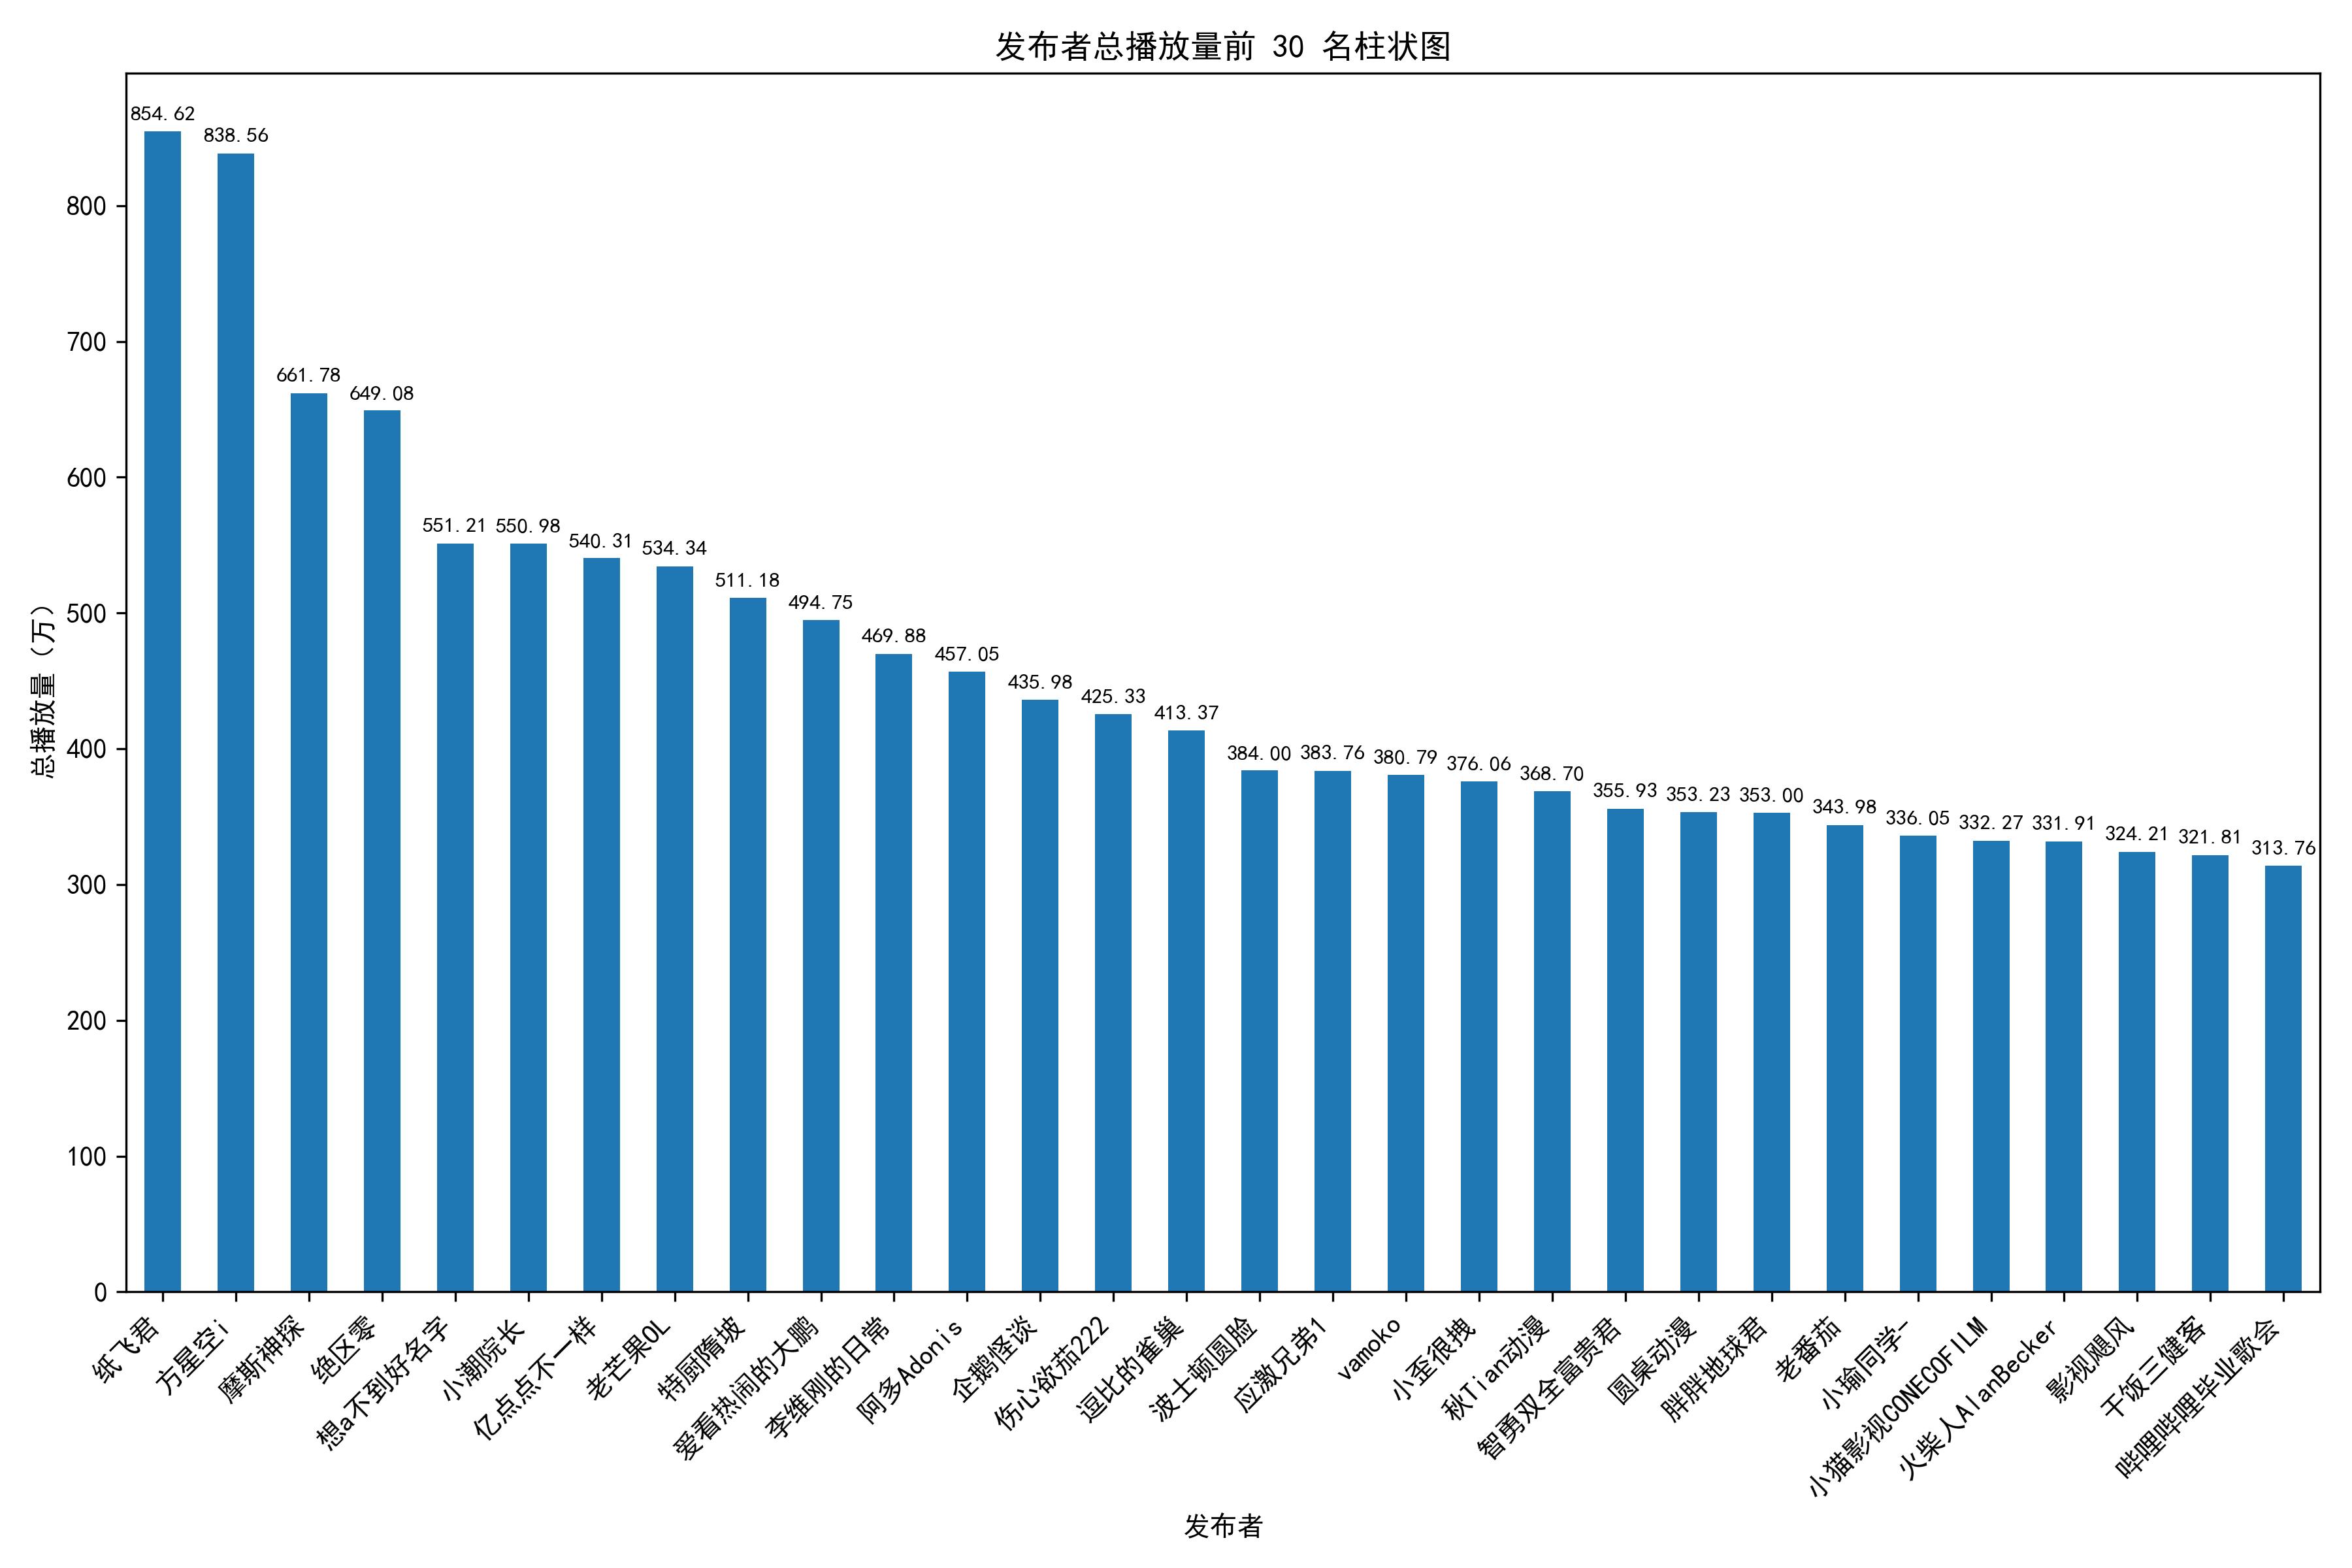 发布者总播放量前 30 名柱状图
总播放量（万）
800
700
600
500
400
300
200
100
0
854.62
838.56
661.78
649.08
551.21
550.98
540.31
534.34
511.18
494.75
469.88
457.05
435.98
425.33
413.37
384.00
383.76
380.79
376.06
368.70
355.93
353.23
353.00
343.98
336.05
332.27
331.91
324.21
321.81
313.76
纸飞君
方星空i
摩斯神探
绝区零
想a不到好名字
小潮院长
亿点点不一样
老芒果OL
特厨隋坡
爱看热闹的大鹏
李维刚的日常
阿多Adonis
企鹅怪谈
伤心欲茄222
逗比的雀巢
波士顿圆脸
应激兄弟1
vamoko
小歪很拽
秋Tian动漫
智勇双全富贵君
圆桌动漫
胖胖地球君
老番茄
小瑜同学-
小猫影视CONECOFILM
火柴人AlanBecker
影视飓风
干饭三健客
哔哩哔哩毕业歌会
发布者